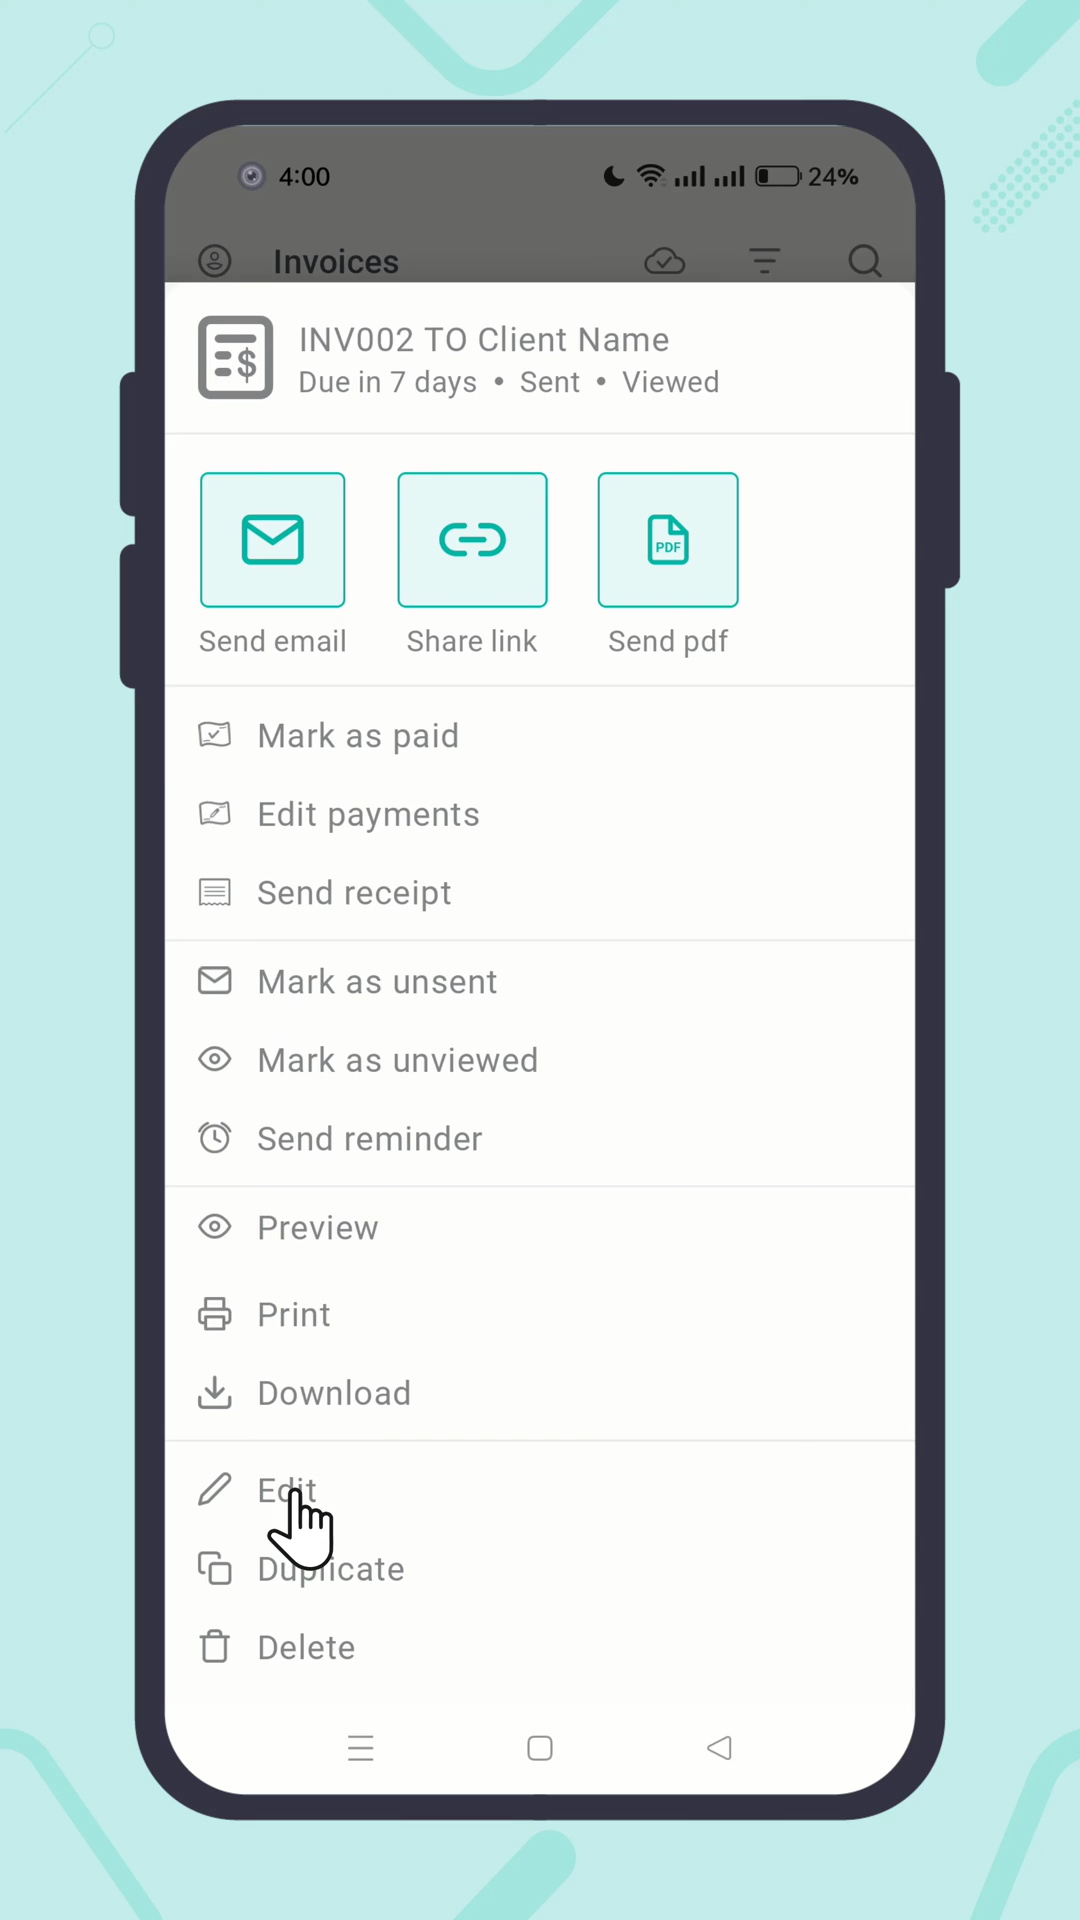 4:00 24%
Invoices
INV002 TO Client Name
Due in 7 days • Sent • Viewed
PDF
Send email Share link Send pdf
Mark as paid
Edit payments
Send receipt
Mark as unsent
Mark as unviewed
Send reminder
Preview
Print
Download
Edit
Duplicate
Delete